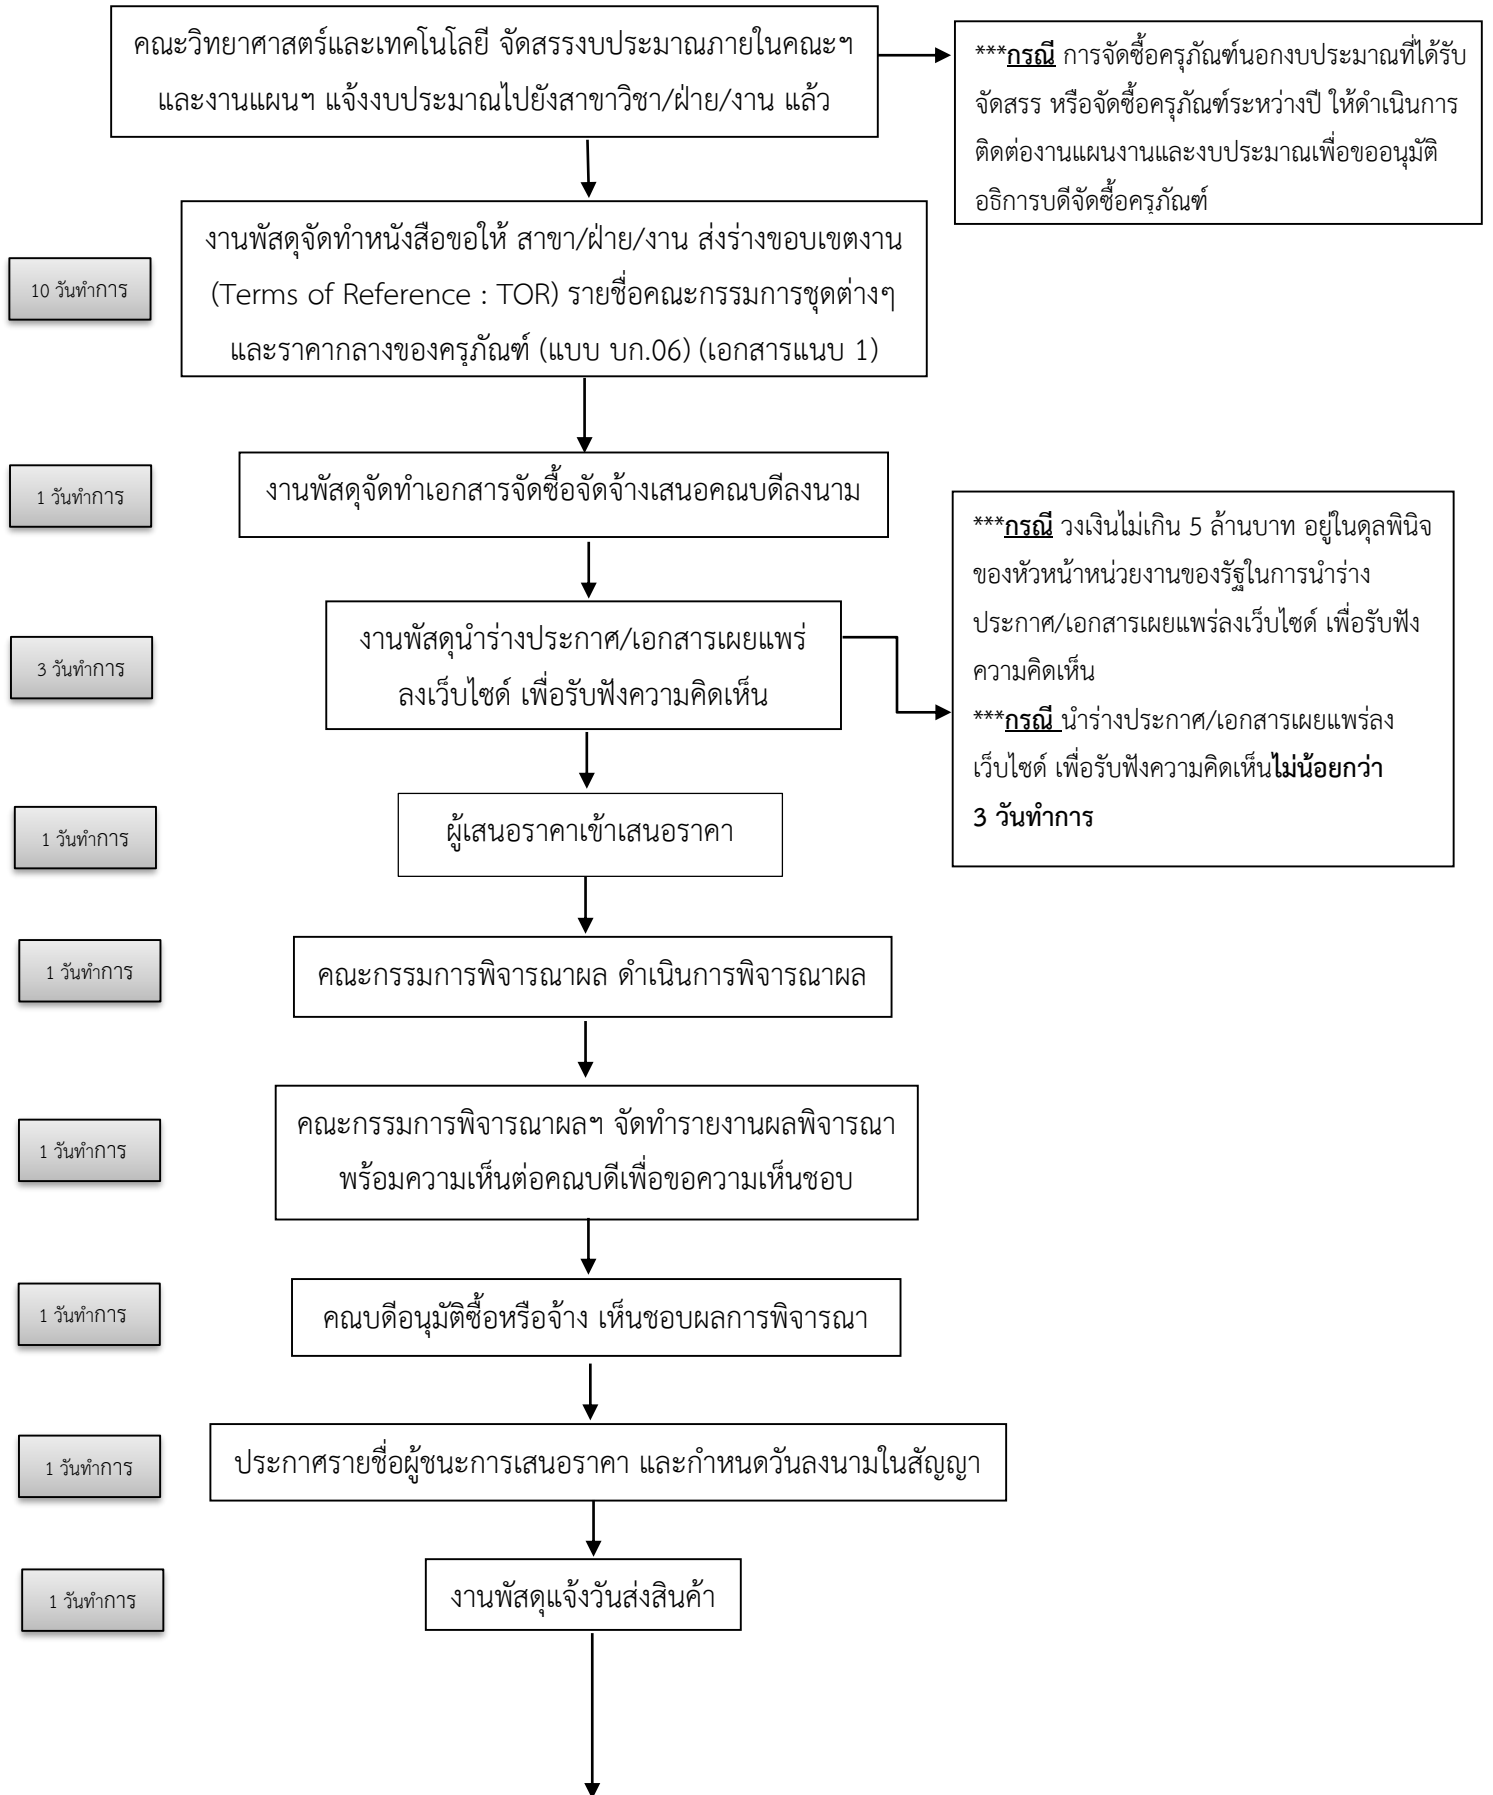 คณะวิทยาศาสตร์และเทคโนโลยี จัดสรรงบประมาณภายในคณะฯ
และงานแผนฯ แจ้งงบประมาณไปยังสาขาวิชา/ฝ่าย/งาน แล้ว
***กรณี การจัดซื้อครุภัณฑ์นอกงบประมาณที่ได้รับ
จัดสรร หรือจัดซื้อครุภัณฑ์ระหว่างปี ให้ดำเนินการ
ติดต่องานแผนงานและงบประมาณเพื่อขออนุมัติ
อธิการบดีจัดซื้อครุภัณฑ์
10 วันทำการ
งานพัสดุจัดทำหนังสือขอให้ สาขา/ฝ่าย/งาน ส่งร่างขอบเขตงาน
(Terms of Reference : TOR) รายชื่อคณะกรรมการชุดต่างๆ
และราคากลางของครุภัณฑ์ (แบบ บก.06) (เอกสารแนบ 1)
1 วันทำการ
งานพัสดุจัดทำเอกสารจัดซื้อจัดจ้างเสนอคณบดีลงนาม
3 วันทำการ
งานพัสดุนำร่างประกาศ/เอกสารเผยแพร่
ลงเว็บไซด์ เพื่อรับฟังความคิดเห็น
***กรณี วงเงินไม่เกิน 5 ล้านบาท อยู่ในดุลพินิจ
ของหัวหน้าหน่วยงานของรัฐในการนำร่าง
ประกาศ/เอกสารเผยแพร่ลงเว็บไซด์ เพื่อรับฟัง
ความคิดเห็น
***กรณี นำร่างประกาศ/เอกสารเผยแพร่ลง
เว็บไซด์ เพื่อรับฟังความคิดเห็นไม่น้อยกว่า
3 วันทำการ
1 วันทำการ
ผู้เสนอราคาเข้าเสนอราคา
1 วันทำการ
คณะกรรมการพิจารณาผล ดำเนินการพิจารณาผล
1 วันทำการ
คณะกรรมการพิจารณาผลฯ จัดทำรายงานผลพิจารณา
พร้อมความเห็นต่อคณบดีเพื่อขอความเห็นชอบ
1 วันทำการ
คณบดีอนุมัติซื้อหรือจ้าง เห็นชอบผลการพิจารณา
1 วันทำการ
ประกาศรายชื่อผู้ชนะการเสนอราคา และกำหนดวันลงนามในสัญญา
1 วันทำการ
งานพัสดุแจ้งวันส่งสินค้า